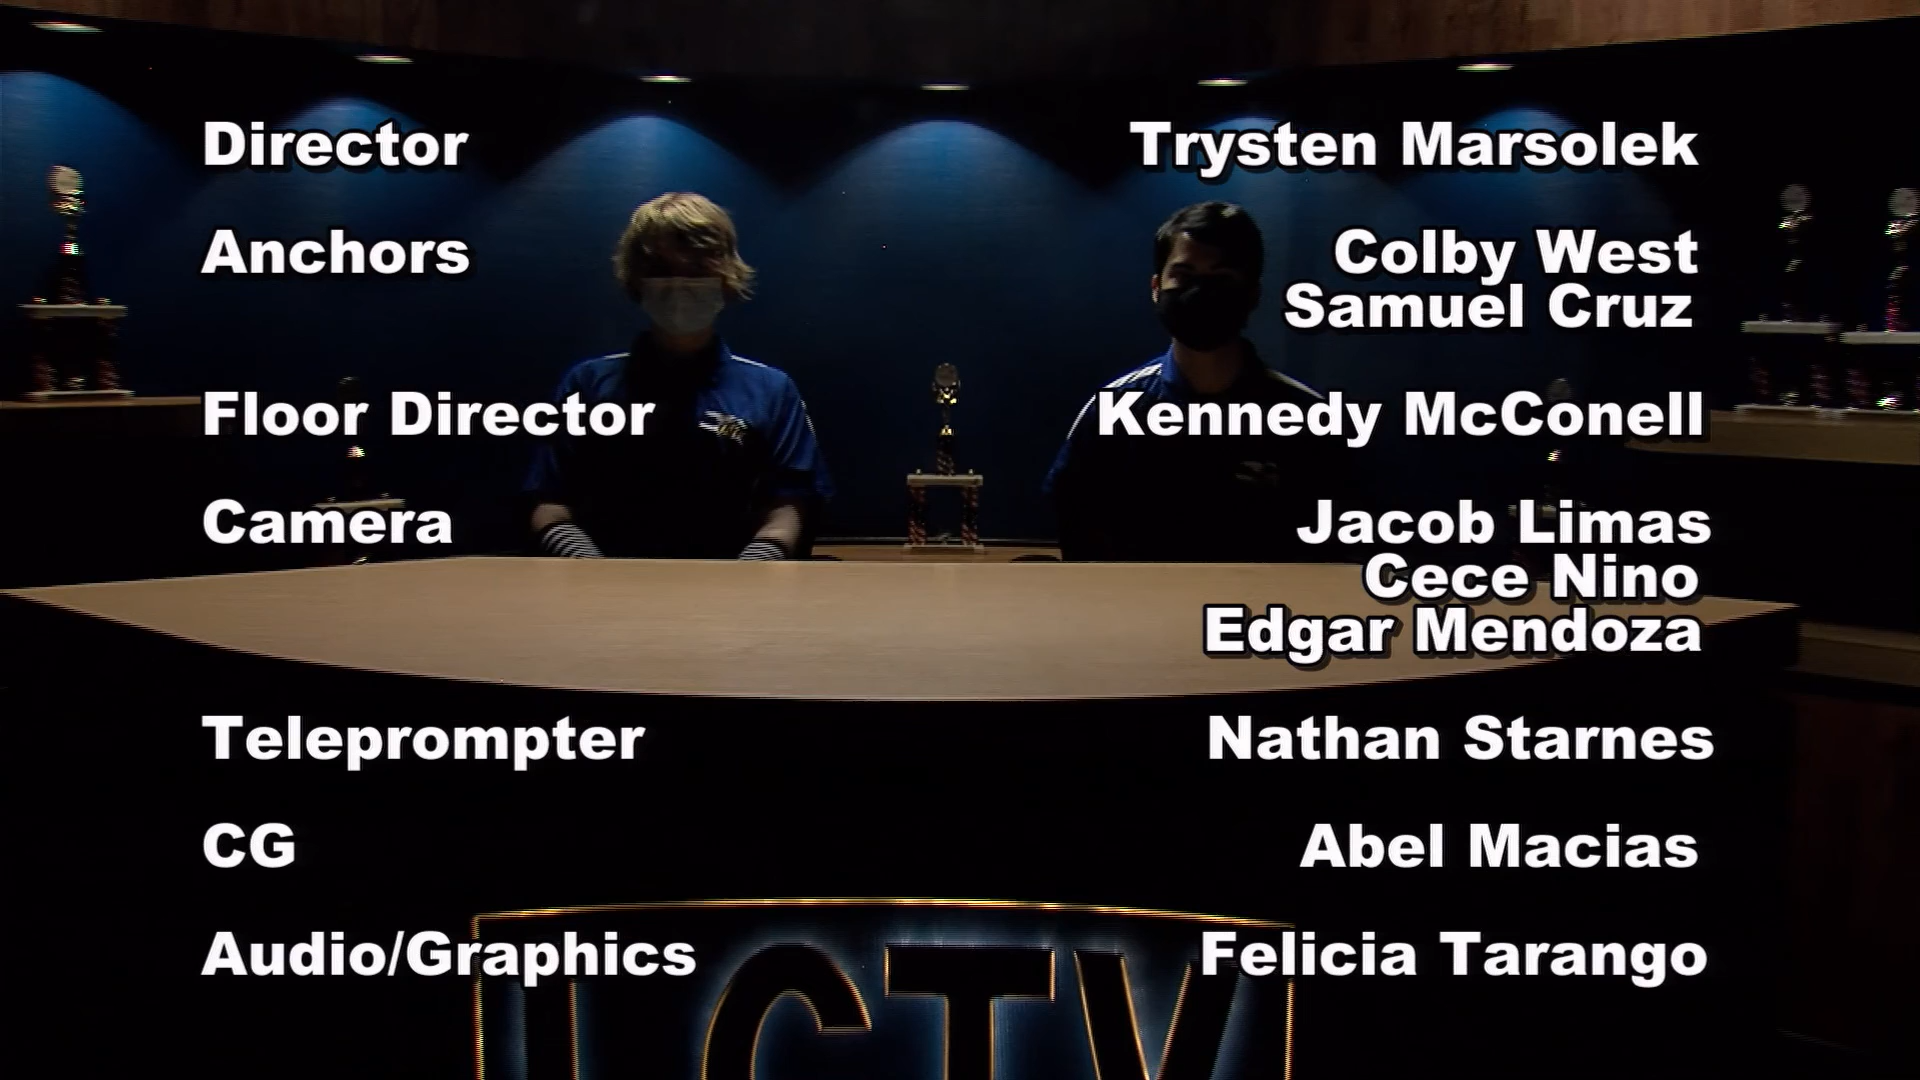 Director Trysten Marsolek
Anchors Colby West
Samuel Cruz
Floor Director Kennedy McConell
Camera Jacob Limas
Cece Nino
Edgar Mendoza
Teleprompter Nathan Starnes
CG Abel Macias
Audio/Graphics Felicia Tarango
LCTV